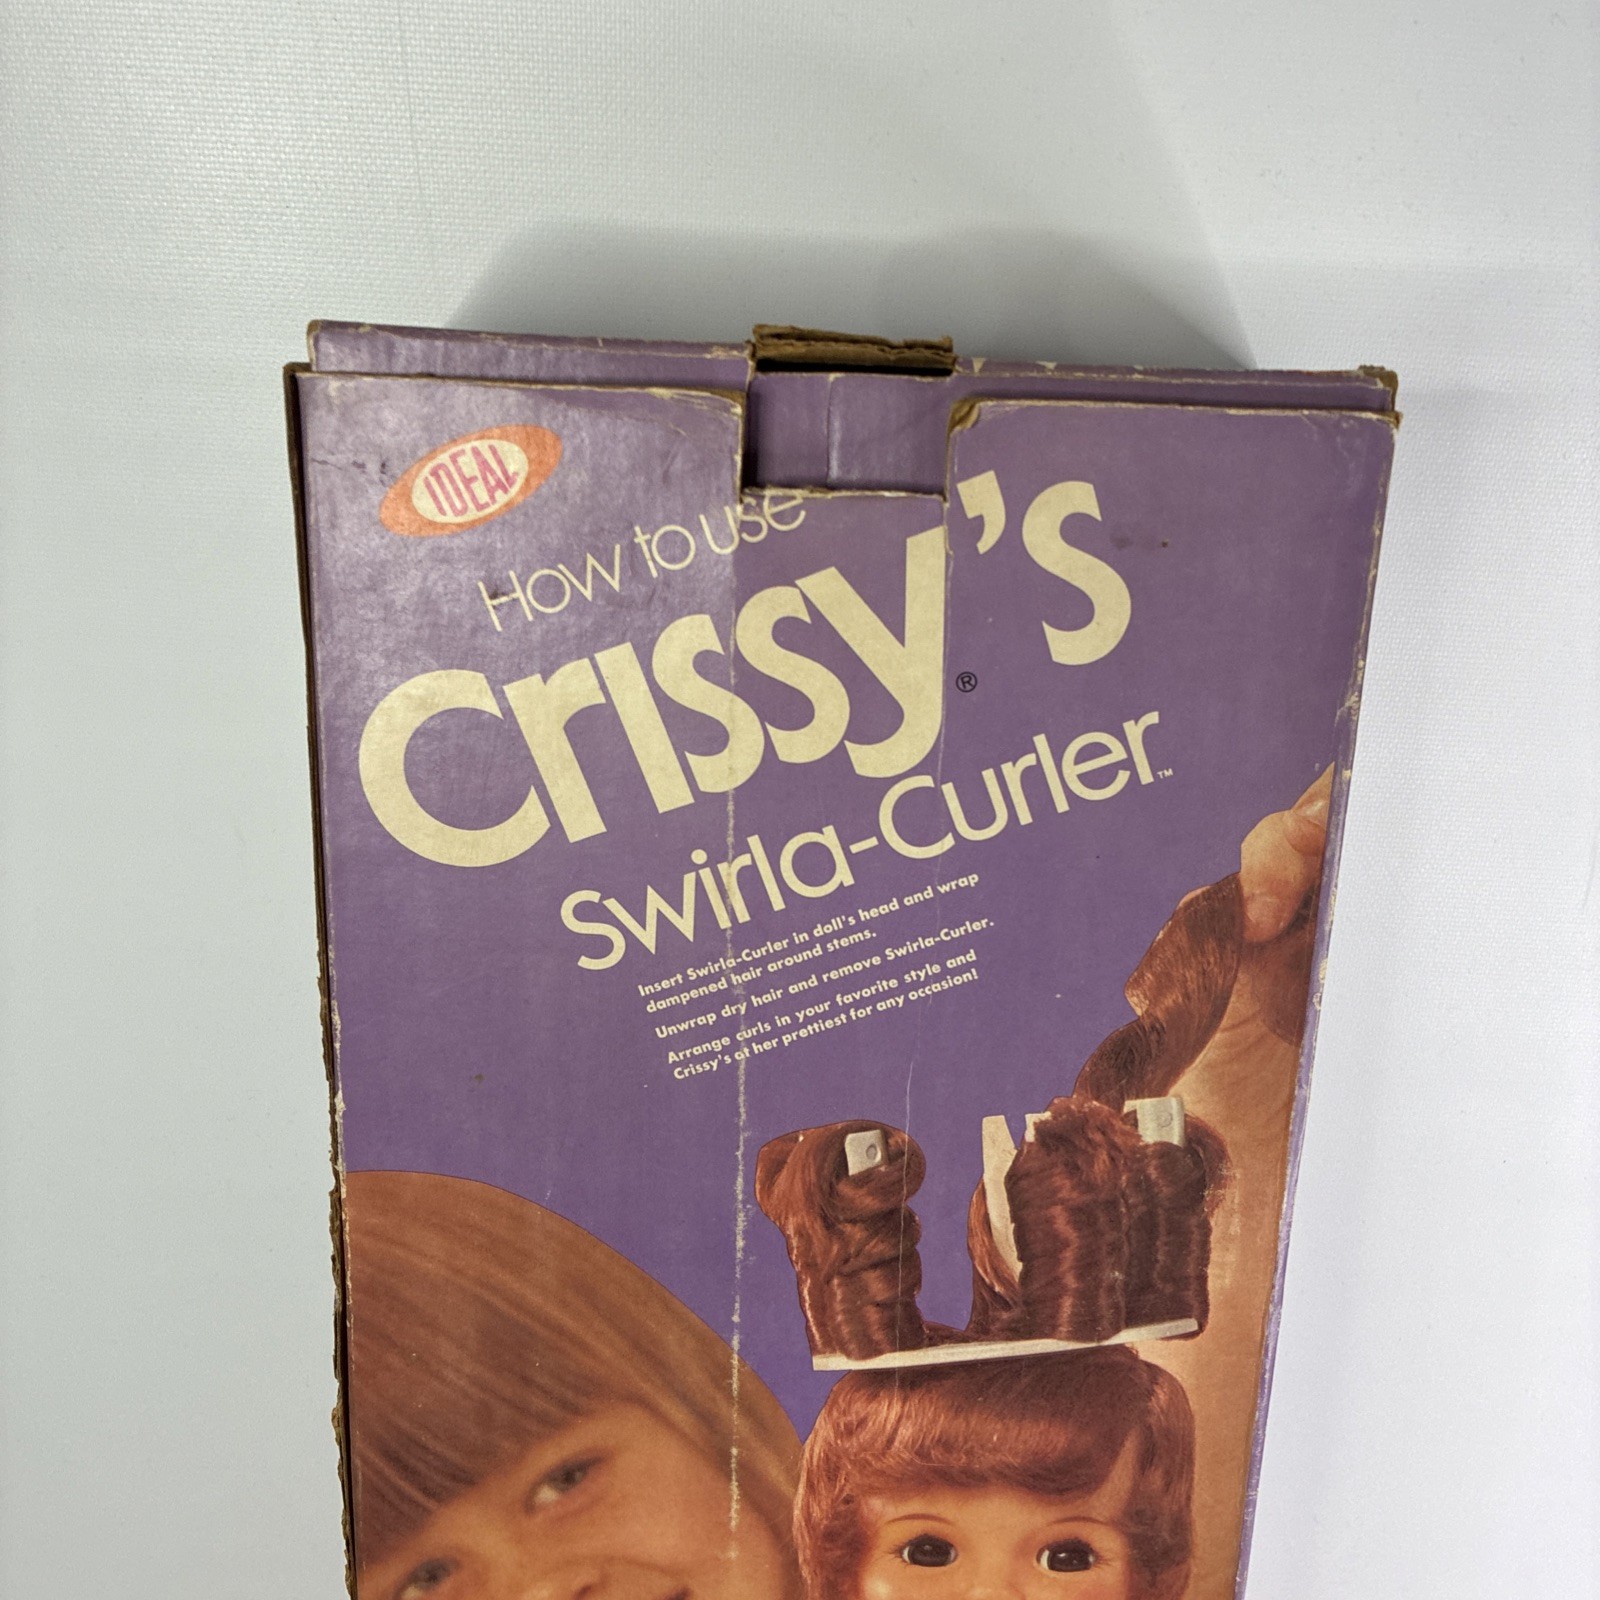 IDEAL
How to use
Crissy's®
Swirla-Curler™
Insert Swirla-Curler in doll's head and wrap
dampened hair around stems.
Unwrap dry hair and remove Swirla-Curler.
Arrange curls in your favorite style and
Crissy's at her prettiest for any occasion!